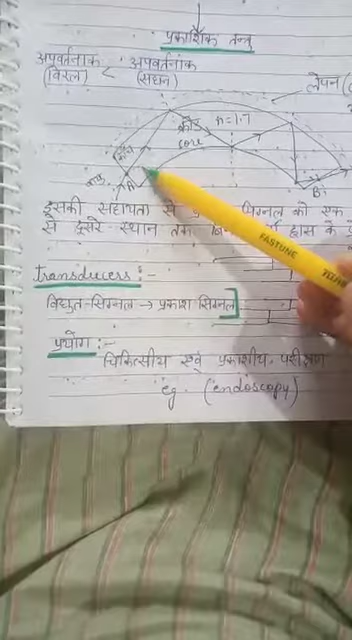 प्रकाशिक तन्तु
अपवर्तनांक < अपवर्तनांक
(विरल) (सघन)
लेपन (
क्रोड n=1.7
core
A
B
इसकी सहायता से सिग्नल को एक
से दूसरे स्थान तक ह्रास के
transducers:-
विद्युत-सिग्नल → प्रकाश सिग्नल
प्रयोग:-
चिकित्सीय एवं प्रकाशीय परीक्षण
eg. (endoscopy)
FASTUNE